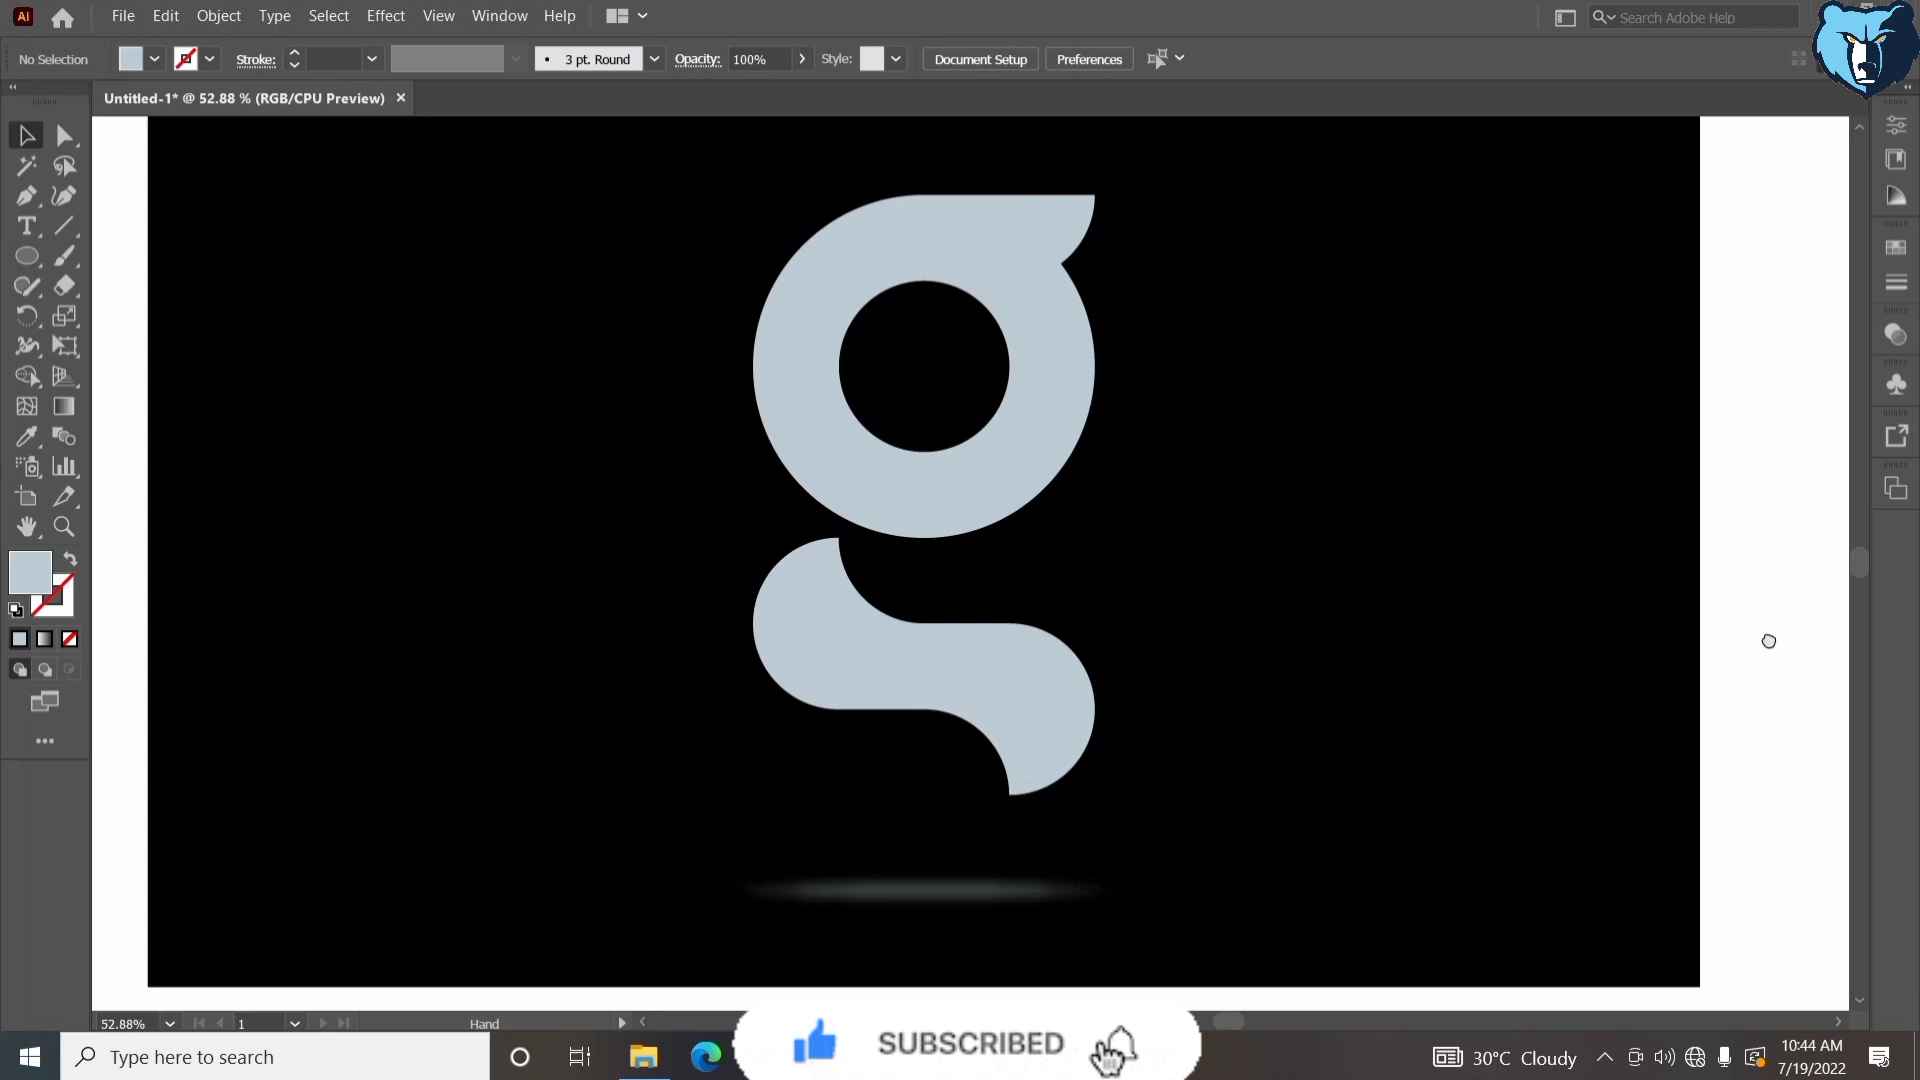 Ai File Edit Object Type Select Effect View Window Help Search Adobe Help
No Selection Stroke: 3 pt. Round Opacity: 100% Style: Document Setup Preferences
Untitled-1* @ 52.88 % (RGB/CPU Preview) ×
g
52.88% 1 Hand
Type here to search SUBSCRIBED 30°C Cloudy 10:44 AM
7/19/2022